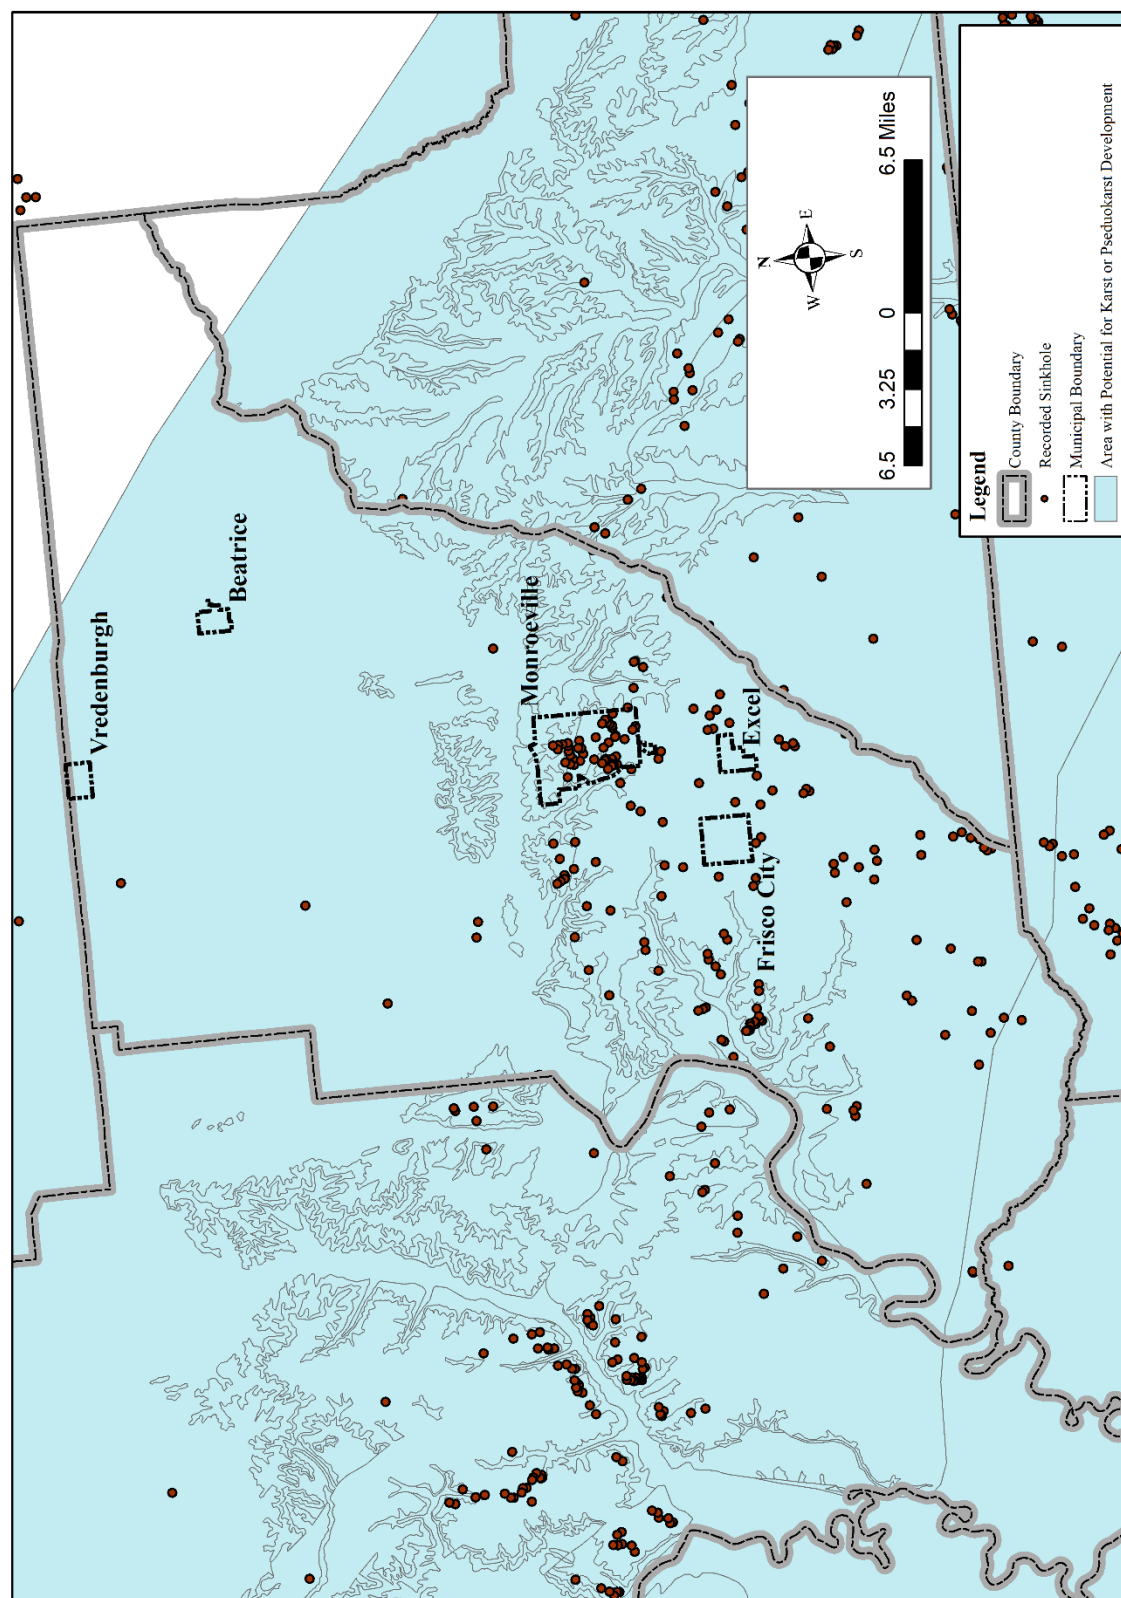 Vredenburgh
Beatrice
Monroeville
Excel
Frisco City
N
W
E
S
6.5
3.25
0
6.5 Miles
Legend
County Boundary
Recorded Sinkhole
Municipal Boundary
Area with Potential for Karst or Pseduokarst Development